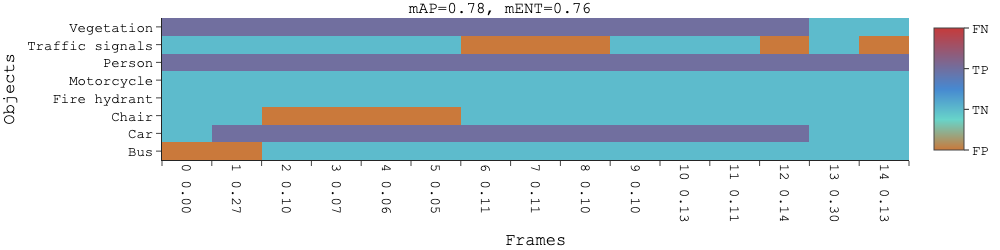 mAP=0.78, mENT=0.76
Objects
Vegetation
Traffic signals
Person
Motorcycle
Fire hydrant
Chair
Car
Bus
0 0.00
1 0.27
2 0.10
3 0.07
4 0.06
5 0.05
6 0.11
7 0.11
8 0.11
9 0.10
10 0.13
11 0.11
12 0.14
13 0.30
14 0.13
Frames
FN
TP
TN
FP